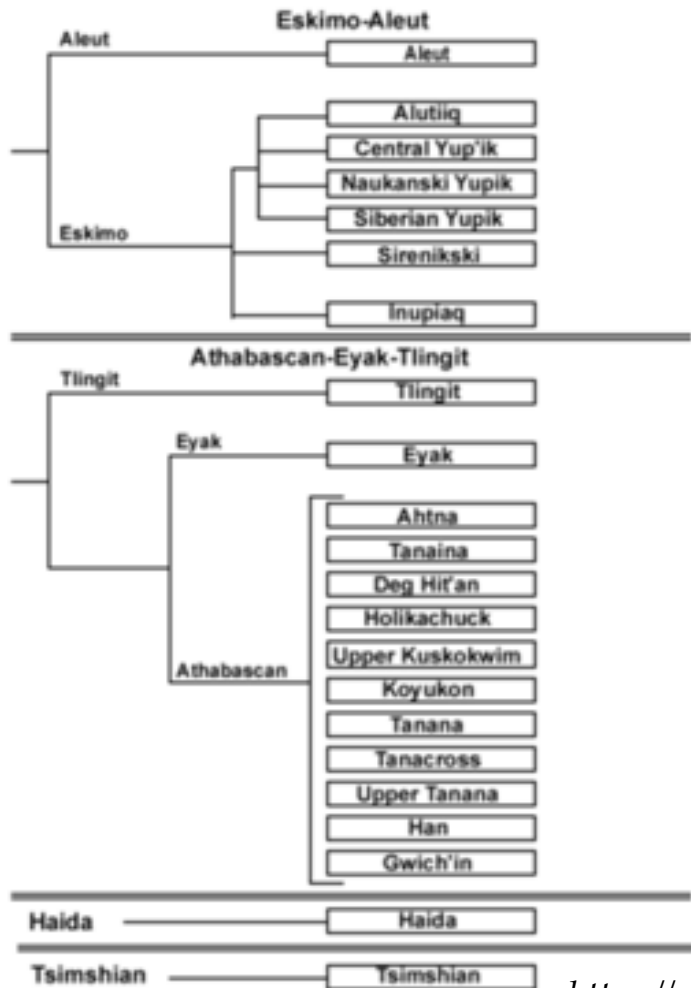 Eskimo-Aleut
Aleut
Aleut
Alutiiq
Central Yup'ik
Naukanski Yupik
Siberian Yupik
Eskimo
Sirenikski
Inupiaq
Athabascan-Eyak-Tlingit
Tlingit
Tlingit
Eyak
Eyak
Ahtna
Tanaina
Deg Hit'an
Holikachuck
Upper Kuskokwim
Athabascan
Koyukon
Tanana
Tanacross
Upper Tanana
Han
Gwich'in
Haida Haida
Tsimshian Tsimshian